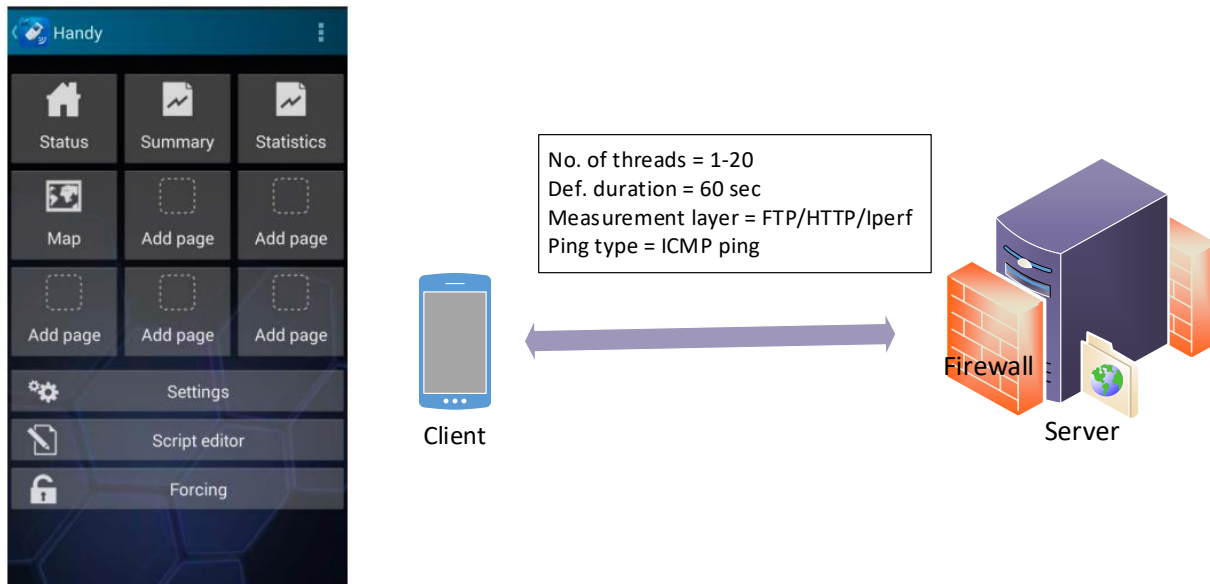 Handy
Status Summary Statistics
Map Add page Add page
Add page Add page Add page
Settings
Script editor
Forcing
No. of threads = 1-20
Def. duration = 60 sec
Measurement layer = FTP/HTTP/Iperf
Ping type = ICMP ping
Client
Firewall
Server